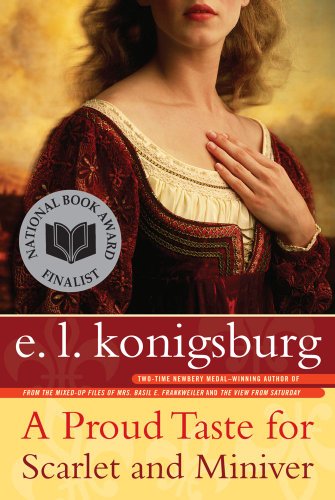 NATIONAL BOOK AWARD
FINALIST
e. l. konigsburg
TWO-TIME NEWBERY MEDAL–WINNING AUTHOR OF
FROM THE MIXED-UP FILES OF MRS. BASIL E. FRANKWEILER AND THE VIEW FROM SATURDAY
A Proud Taste for
Scarlet and Miniver